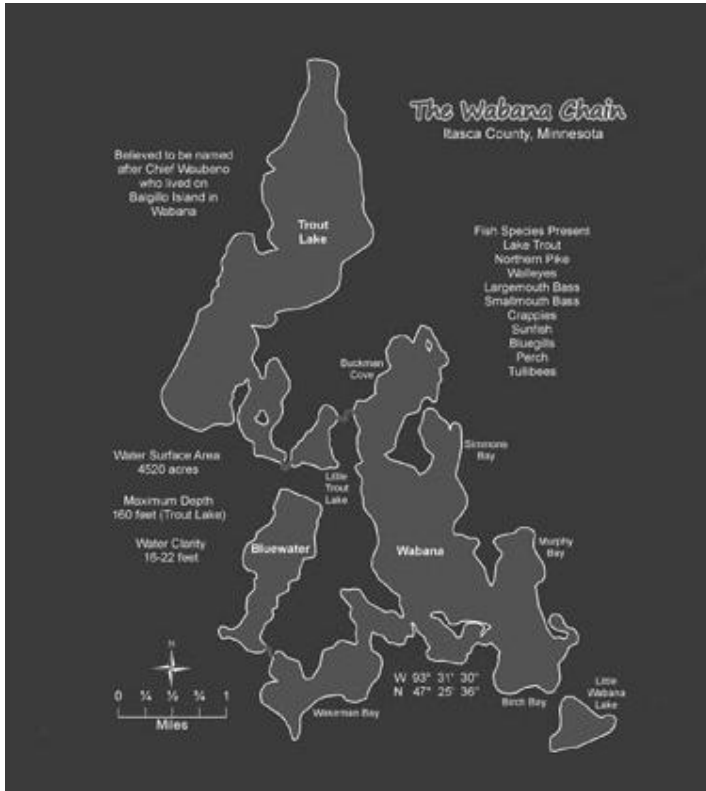 The Wabana Chain
Itasca County, Minnesota
Believed to be named
after Chief Waubano
who lived on
Balgillo Island in
Wabana
Trout
Lake
Fish Species Present
Lake Trout
Northern Pike
Walleyes
Largemouth Bass
Smallmouth Bass
Crappies
Sunfish
Bluegills
Perch
Tullibees
Buckman
Cove
Simmons
Bay
Water Surface Area
4520 acres
Little
Trout
Lake
Maximum Depth
160 feet (Trout Lake)
Water Clarity
16-22 feet
Bluewater
Wabana
Murphy
Bay
N
0 ¼ ½ ¾ 1
Miles
W 93° 31' 30"
N 47° 25' 36"
Wakeman Bay
Birch Bay
Little
Wabana
Lake